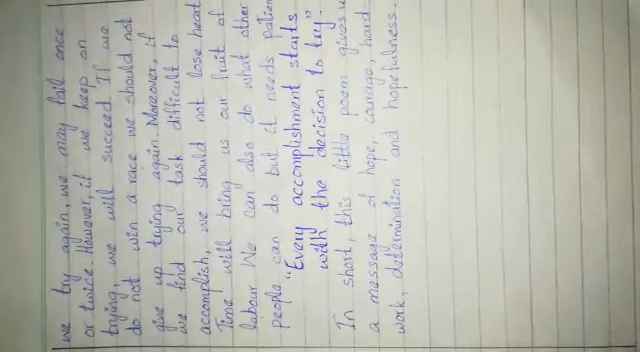 we try again, we may fail once
or twice. However, if we keep on
trying, we will succeed. If we
do not win a race we should not
give up trying again. Moreover, if
we find our task difficult to
accomplish, we should not lose heart
Time will bring us our fruit of
labour. We can also do what other
people can do but it needs patien
"Every accomplishment starts
with the decision to try."
In short, this little poem gives u
a message of hope, courage, hard-
work, determination and hopefulness.